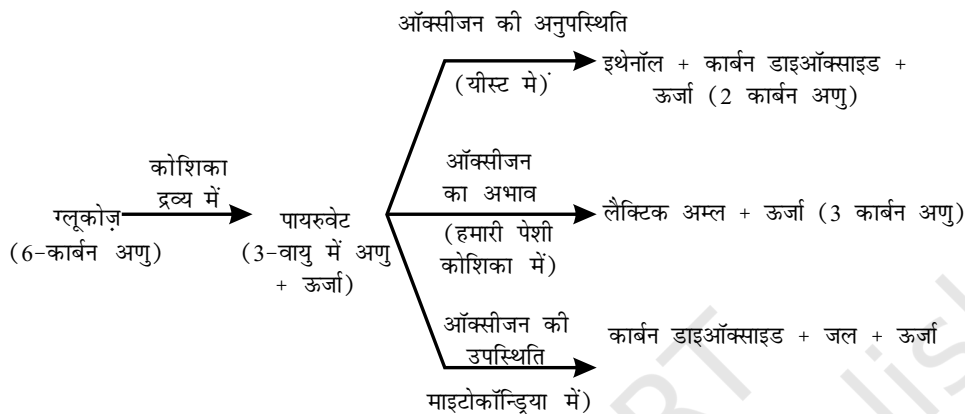 ऑक्सीजन की अनुपस्थिति
(यीस्ट में)
इथेनॉल + कार्बन डाइऑक्साइड +
ऊर्जा (2 कार्बन अणु)
कोशिका
द्रव्य में
ग्लूकोज़
(6-कार्बन अणु)
पायरुवेट
(3-वायु में अणु
+ ऊर्जा)
ऑक्सीजन
का अभाव
(हमारी पेशी
कोशिका में)
लैक्टिक अम्ल + ऊर्जा (3 कार्बन अणु)
ऑक्सीजन की
उपस्थिति
माइटोकॉन्ड्रिया में)
कार्बन डाइऑक्साइड + जल + ऊर्जा